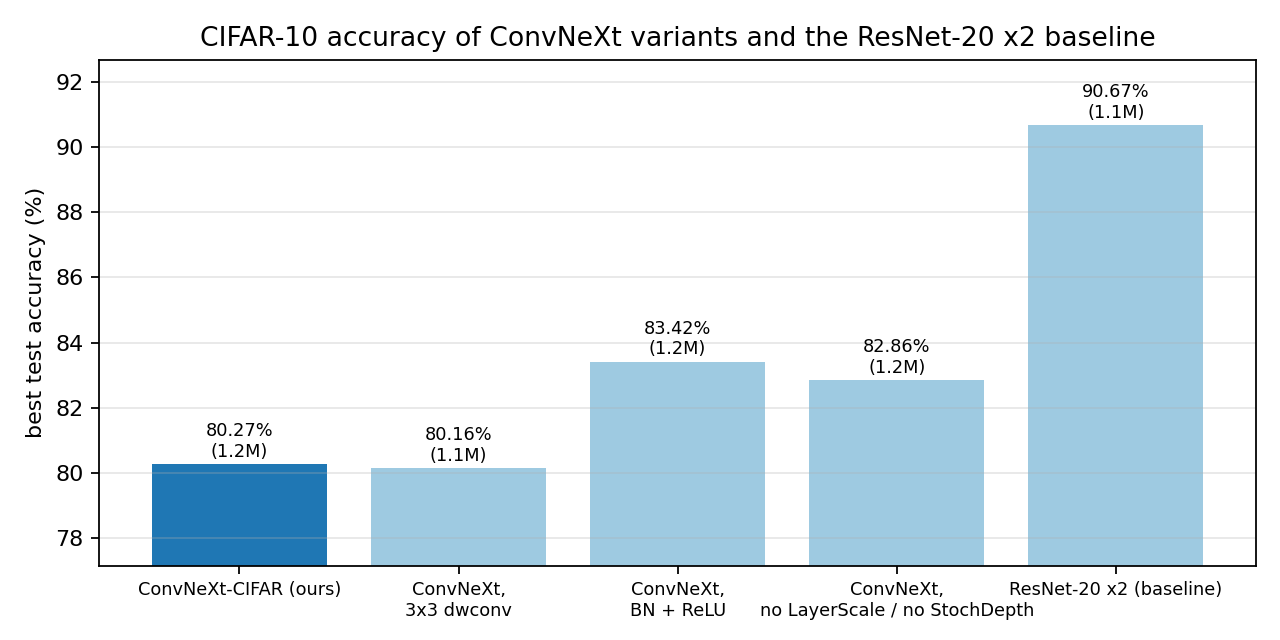 CIFAR-10 accuracy of ConvNeXt variants and the ResNet-20 x2 baseline
best test accuracy (%)
92
90
88
86
84
82
80
78
80.27%
(1.2M)
80.16%
(1.1M)
83.42%
(1.2M)
82.86%
(1.2M)
90.67%
(1.1M)
ConvNeXt-CIFAR (ours)
ConvNeXt,
3x3 dwconv
ConvNeXt,
BN + ReLU
ConvNeXt,
no LayerScale / no StochDepth
ResNet-20 x2 (baseline)